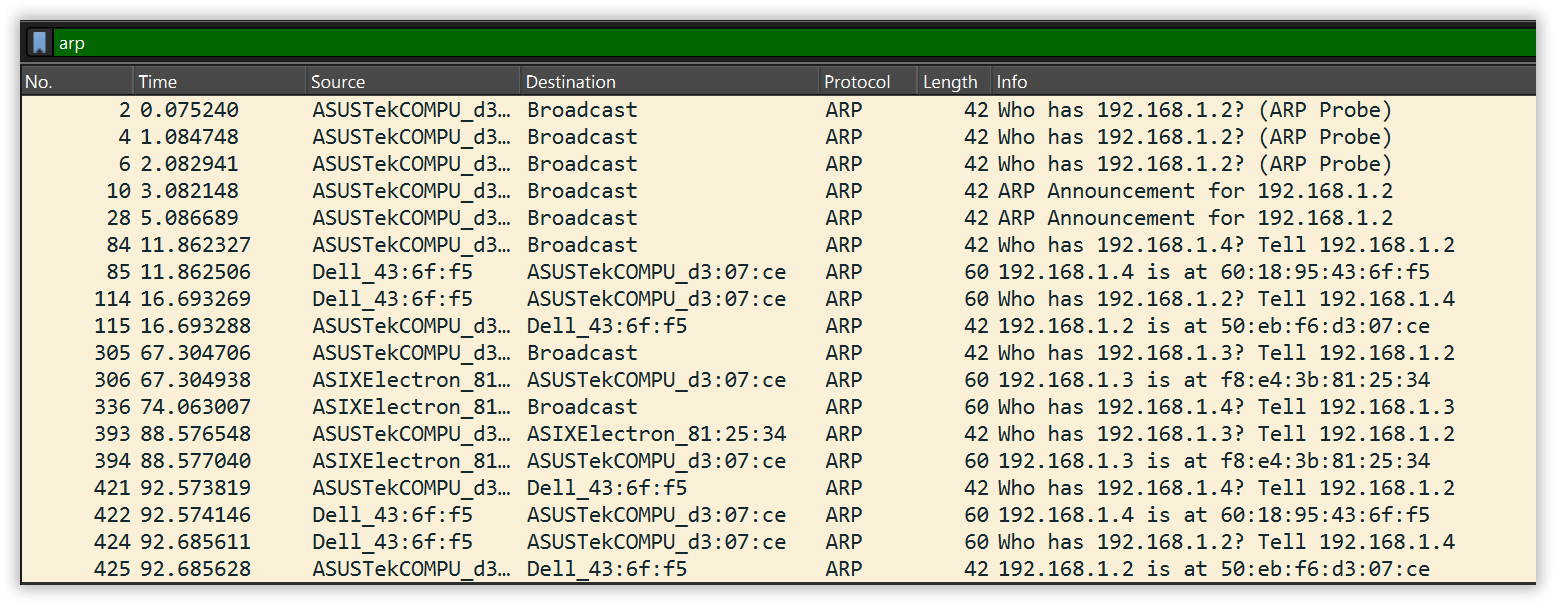 arp
No. Time Source Destination Protocol Length Info
2 0.075240 ASUSTekCOMPU_d3… Broadcast ARP 42 Who has 192.168.1.2? (ARP Probe)
4 1.084748 ASUSTekCOMPU_d3… Broadcast ARP 42 Who has 192.168.1.2? (ARP Probe)
6 2.082941 ASUSTekCOMPU_d3… Broadcast ARP 42 Who has 192.168.1.2? (ARP Probe)
10 3.082148 ASUSTekCOMPU_d3… Broadcast ARP 42 ARP Announcement for 192.168.1.2
28 5.086689 ASUSTekCOMPU_d3… Broadcast ARP 42 ARP Announcement for 192.168.1.2
84 11.862327 ASUSTekCOMPU_d3… Broadcast ARP 42 Who has 192.168.1.4? Tell 192.168.1.2
85 11.862506 Dell_43:6f:f5 ASUSTekCOMPU_d3:07:ce ARP 60 192.168.1.4 is at 60:18:95:43:6f:f5
114 16.693269 Dell_43:6f:f5 ASUSTekCOMPU_d3:07:ce ARP 60 Who has 192.168.1.2? Tell 192.168.1.4
115 16.693288 ASUSTekCOMPU_d3… Dell_43:6f:f5 ARP 42 192.168.1.2 is at 50:eb:f6:d3:07:ce
305 67.304706 ASUSTekCOMPU_d3… Broadcast ARP 42 Who has 192.168.1.3? Tell 192.168.1.2
306 67.304938 ASIXElectron_81… ASUSTekCOMPU_d3:07:ce ARP 60 192.168.1.3 is at f8:e4:3b:81:25:34
336 74.063007 ASIXElectron_81… Broadcast ARP 60 Who has 192.168.1.4? Tell 192.168.1.3
393 88.576548 ASUSTekCOMPU_d3… ASIXElectron_81:25:34 ARP 42 Who has 192.168.1.3? Tell 192.168.1.2
394 88.577040 ASIXElectron_81… ASUSTekCOMPU_d3:07:ce ARP 60 192.168.1.3 is at f8:e4:3b:81:25:34
421 92.573819 ASUSTekCOMPU_d3… Dell_43:6f:f5 ARP 42 Who has 192.168.1.4? Tell 192.168.1.2
422 92.574146 Dell_43:6f:f5 ASUSTekCOMPU_d3:07:ce ARP 60 192.168.1.4 is at 60:18:95:43:6f:f5
424 92.685611 Dell_43:6f:f5 ASUSTekCOMPU_d3:07:ce ARP 60 Who has 192.168.1.2? Tell 192.168.1.4
425 92.685628 ASUSTekCOMPU_d3… Dell_43:6f:f5 ARP 42 192.168.1.2 is at 50:eb:f6:d3:07:ce